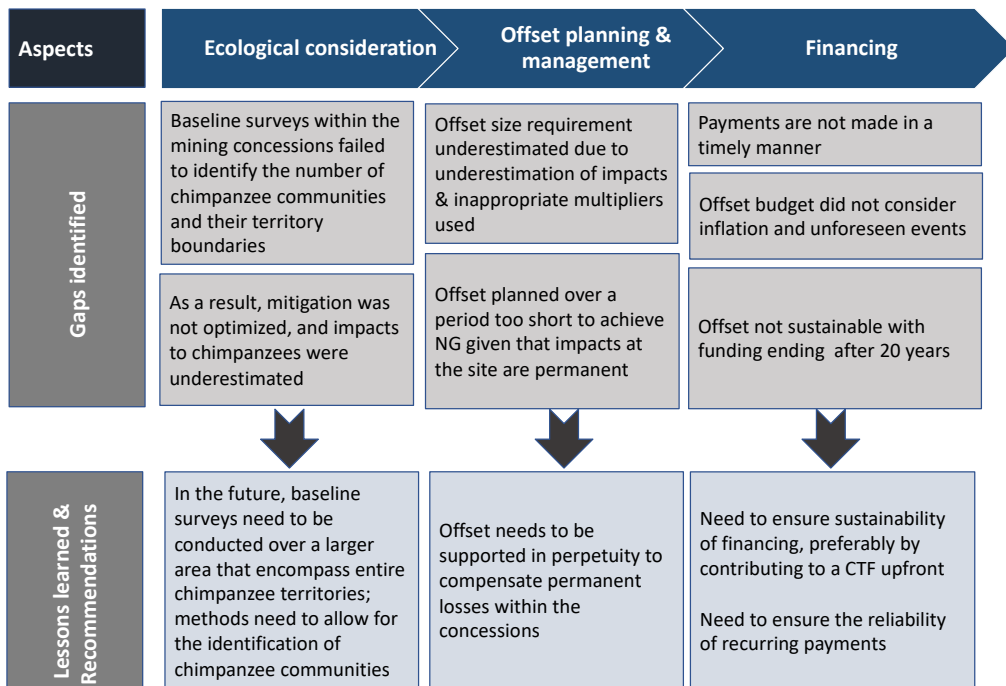 Aspects
Ecological consideration
Offset planning &
management
Financing
Gaps identified
Baseline surveys within the
mining concessions failed
to identify the number of
chimpanzee communities
and their territory
boundaries
As a result, mitigation was
not optimized, and impacts
to chimpanzees were
underestimated
Offset size requirement
underestimated due to
underestimation of impacts
& inappropriate multipliers
used
Offset planned over a
period too short to achieve
NG given that impacts at
the site are permanent
Payments are not made in a
timely manner
Offset budget did not consider
inflation and unforeseen events
Offset not sustainable with
funding ending after 20 years
Lessons learned &
Recommendations
In the future, baseline
surveys need to be
conducted over a larger
area that encompass entire
chimpanzee territories;
methods need to allow for
the identification of
chimpanzee communities
Offset needs to be
supported in perpetuity to
compensate permanent
losses within the
concessions
Need to ensure sustainability
of financing, preferably by
contributing to a CTF upfront
Need to ensure the reliability
of recurring payments